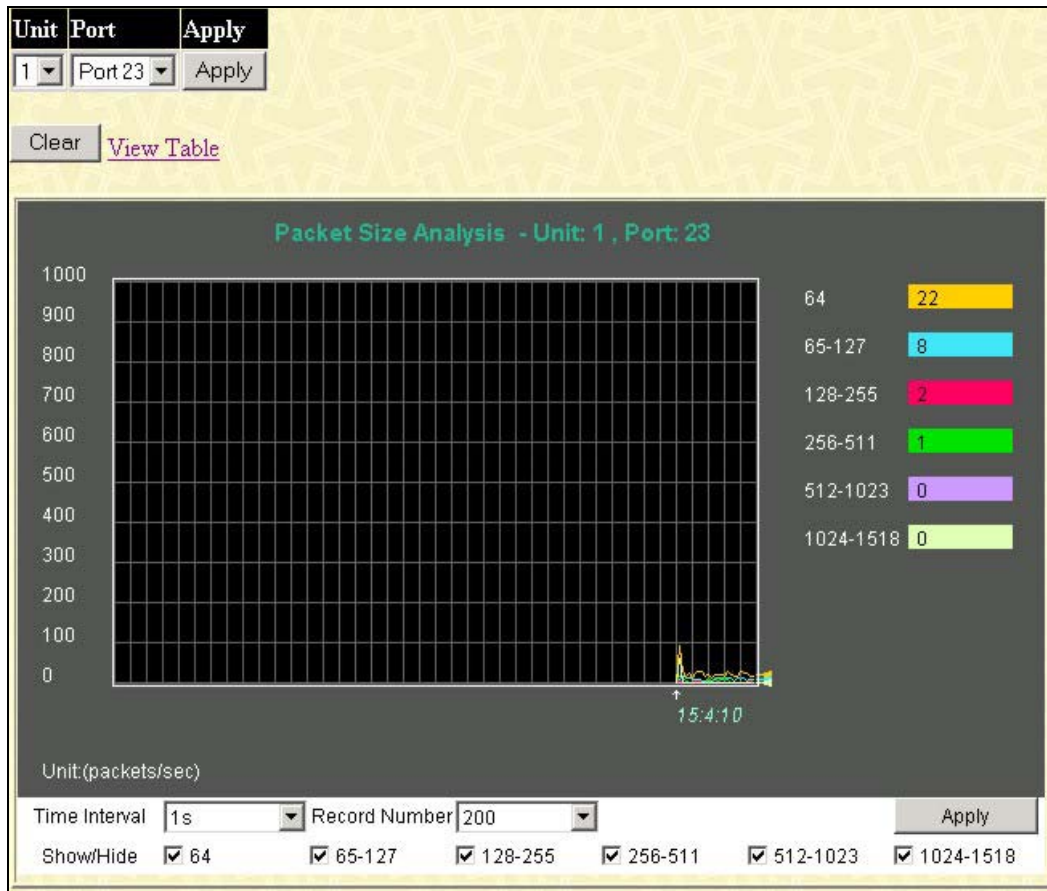 Unit Port Apply
1 Port 23 Apply
Clear View Table
Packet Size Analysis - Unit: 1 , Port: 23
1000
900
800
700
600
500
400
300
200
100
0
64 22
65-127 8
128-255 2
256-511 1
512-1023 0
1024-1518 0
15:4:10
Unit:(packets/sec)
Time Interval 1s Record Number 200 Apply
Show/Hide 64 65-127 128-255 256-511 512-1023 1024-1518